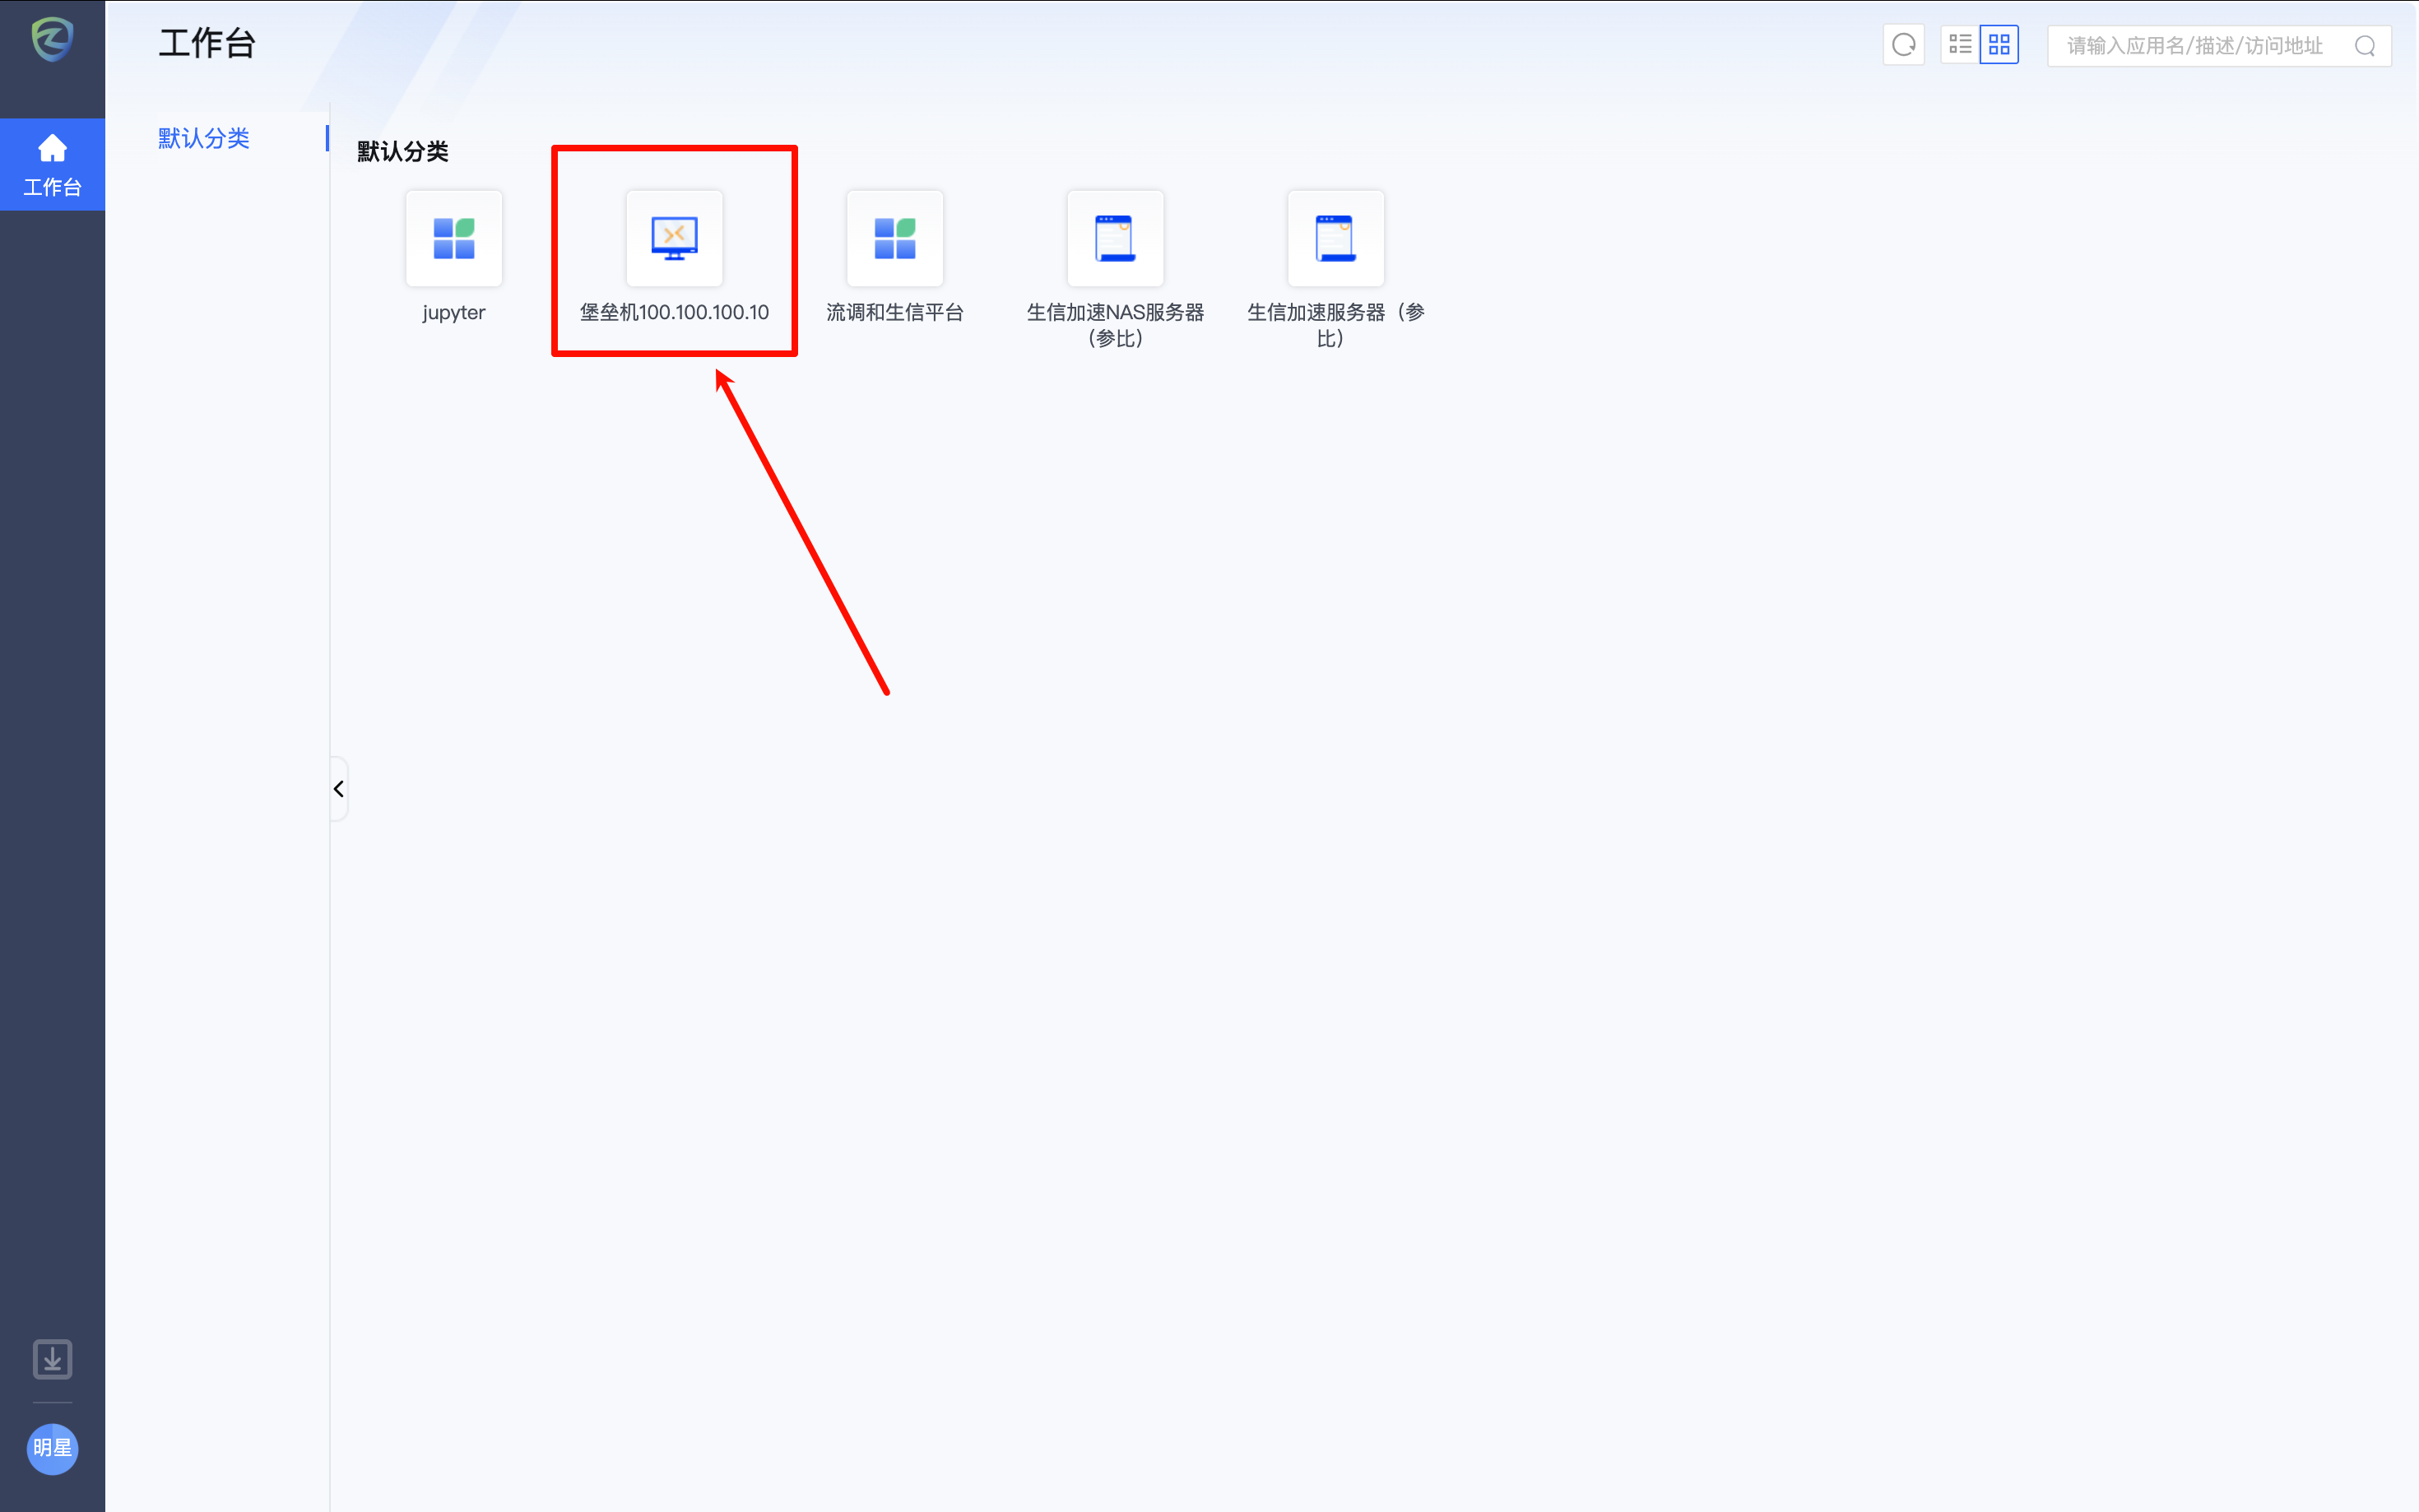 工作台
请输入应用名/描述/访问地址
工作台
默认分类
默认分类
jupyter
堡垒机100.100.100.10
流调和生信平台
生信加速NAS服务器
(参比)
生信加速服务器（参
比）
明星